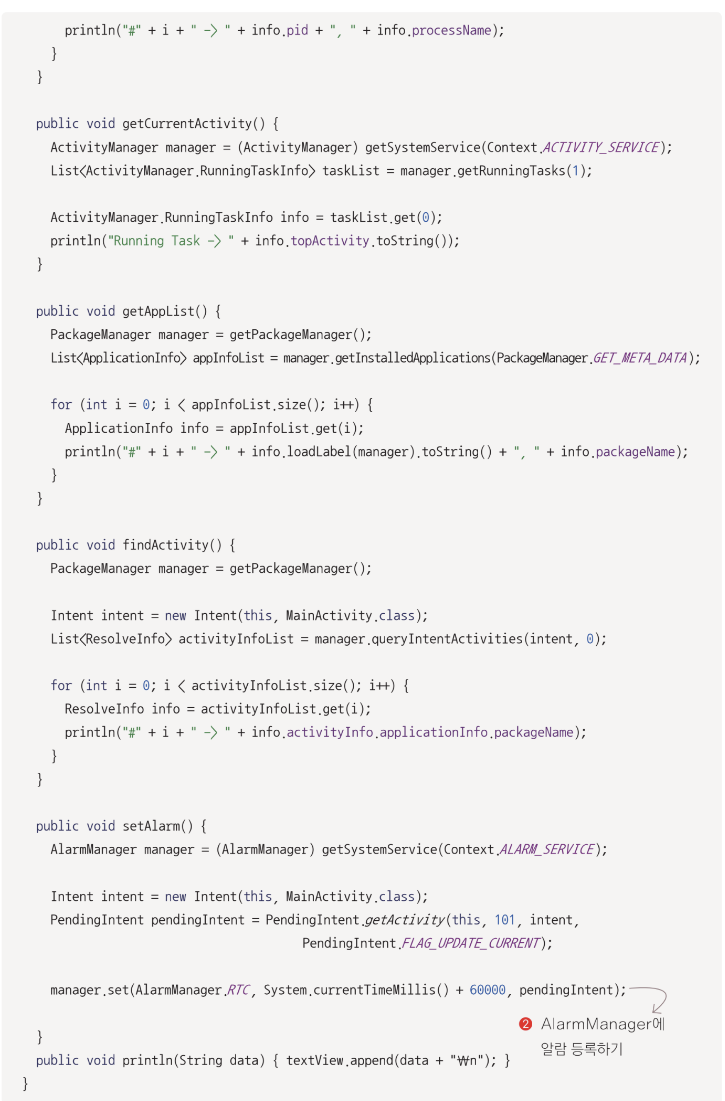 println("#" + i + " -> " + info.pid + ", " + info.processName);
}
}
public void getCurrentActivity() {
ActivityManager manager = (ActivityManager) getSystemService(Context.ACTIVITY_SERVICE);
List<ActivityManager.RunningTaskInfo> taskList = manager.getRunningTasks(1);
ActivityManager.RunningTaskInfo info = taskList.get(0);
println("Running Task -> " + info.topActivity.toString());
}
public void getAppList() {
PackageManager manager = getPackageManager();
List<ApplicationInfo> appInfoList = manager.getInstalledApplications(PackageManager.GET_META_DATA);
for (int i = 0; i < appInfoList.size(); i++) {
ApplicationInfo info = appInfoList.get(i);
println("#" + i + " -> " + info.loadLabel(manager).toString() + ", " + info.packageName);
}
}
public void findActivity() {
PackageManager manager = getPackageManager();
Intent intent = new Intent(this, MainActivity.class);
List<ResolveInfo> activityInfoList = manager.queryIntentActivities(intent, 0);
for (int i = 0; i < activityInfoList.size(); i++) {
ResolveInfo info = activityInfoList.get(i);
println("#" + i + " -> " + info.activityInfo.applicationInfo.packageName);
}
}
public void setAlarm() {
AlarmManager manager = (AlarmManager) getSystemService(Context.ALARM_SERVICE);
Intent intent = new Intent(this, MainActivity.class);
PendingIntent pendingIntent = PendingIntent.getActivity(this, 101, intent,
PendingIntent.FLAG_UPDATE_CURRENT);
manager.set(AlarmManager.RTC, System.currentTimeMillis() + 60000, pendingIntent);
❷ AlarmManager에
알람 등록하기
}
public void println(String data) { textView.append(data + "₩n"); }
}